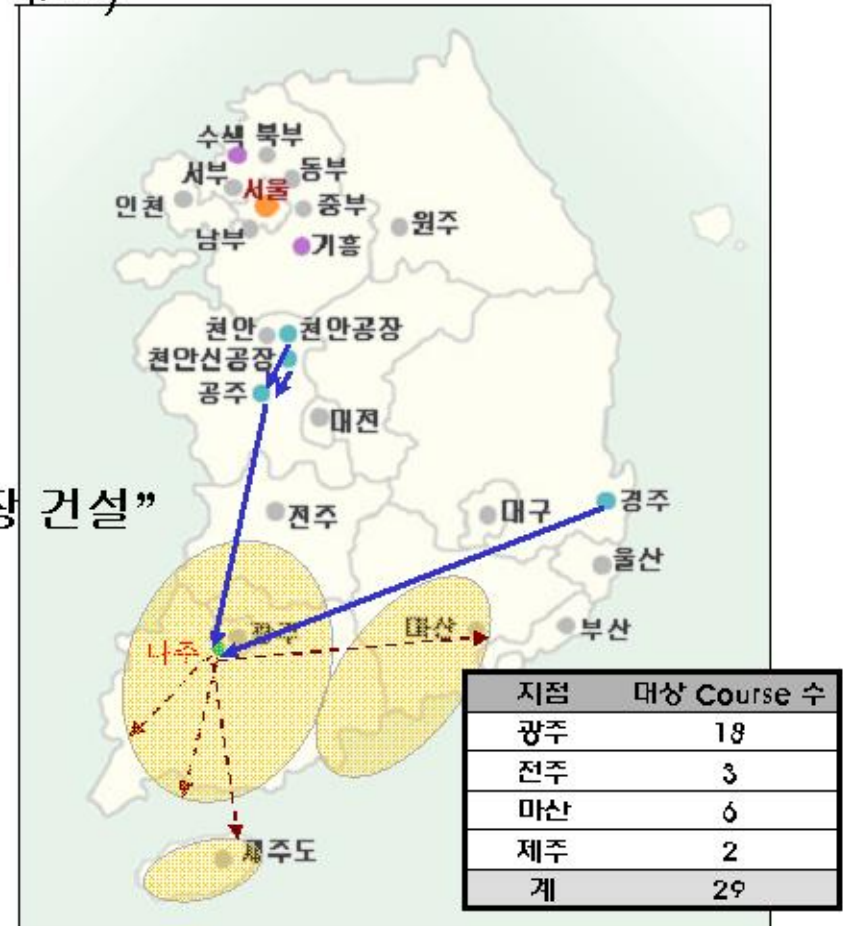 수색 북부
서부 서울 동부
인천 중부
남부 기흥 원주
천안 천안공장
천안신공장
공주
대전
장 건설”
전주 대구 경주
울산
나주 광주 마산 부산
제주도
지점 대상 Course 수
광주 18
전주 3
마산 6
제주 2
계 29